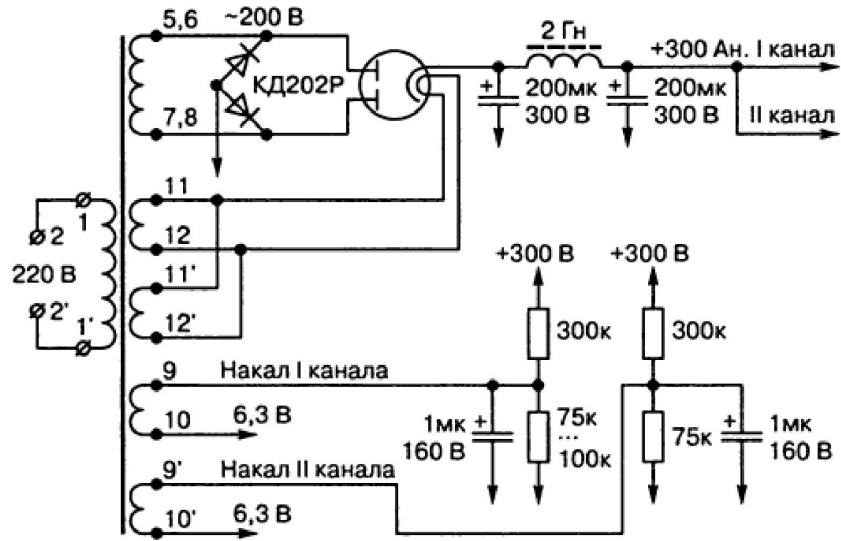 5,6
~200 В
2 Гн
+300 Ан. I канал
КД202Р
200мк
300 В
200мк
300 В
7,8
II канал
11
1
2
12
220 В
11'
2'
1'
12'
+300 В
+300 В
300к
300к
9
Накал I канала
10
6,3 В
1мк
160 В
75к
...
100к
75к
1мк
160 В
9'
Накал II канала
10'
6,3 В